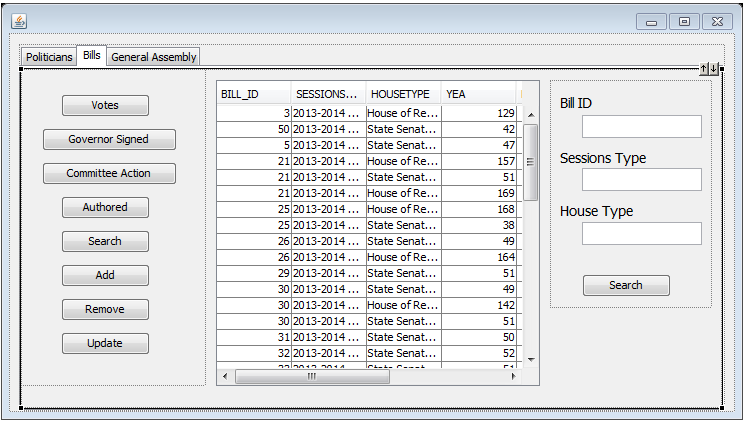 Politicians Bills General Assembly
Votes
Governor Signed
Committee Action
Authored
Search
Add
Remove
Update
BILL_ID SESSIONS... HOUSETYPE YEA
3 2013-2014 ... House of Re... 129
50 2013-2014 ... State Senat... 42
5 2013-2014 ... State Senat... 47
21 2013-2014 ... House of Re... 157
21 2013-2014 ... State Senat... 51
21 2013-2014 ... House of Re... 169
25 2013-2014 ... House of Re... 168
25 2013-2014 ... State Senat... 38
26 2013-2014 ... State Senat... 49
26 2013-2014 ... House of Re... 164
29 2013-2014 ... State Senat... 51
30 2013-2014 ... State Senat... 49
30 2013-2014 ... House of Re... 142
30 2013-2014 ... State Senat... 51
31 2013-2014 ... State Senat... 50
32 2013-2014 ... State Senat... 52
Bill ID
Sessions Type
House Type
Search